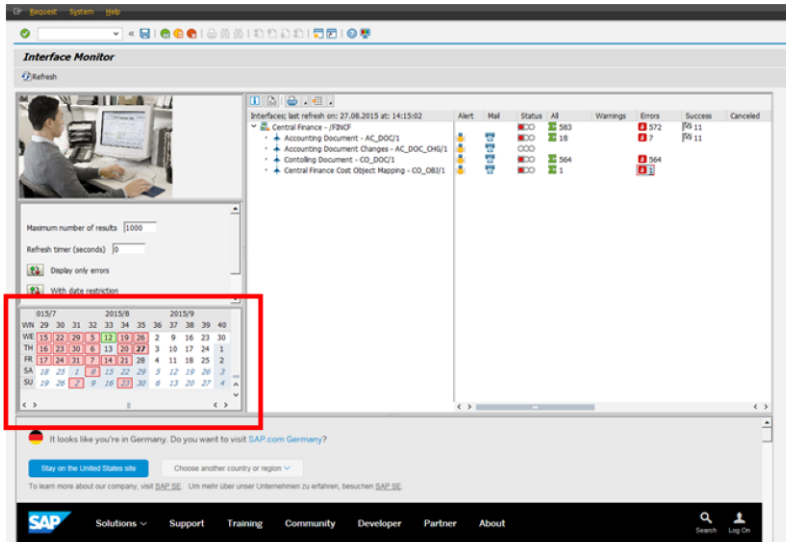 Request System Help
Interface Monitor
Refresh
Interfaces; last refresh on: 27.08.2015 at: 14:15:02 Alert Mail Status All Warnings Errors Success Canceled
Central Finance - /FINCF 583 572 11
Accounting Document - AC_DOC/1 18 7 11
Accounting Document Changes - AC_DOC_CHG/1
Contolling Document - CO_DOC/1 564 564
Central Finance Cost Object Mapping - CO_OBJ/1 1 1
Maximum number of results 1000
Refresh timer (seconds) 0
Display only errors
With date restriction
015/7 2015/8 2015/9
WN 29 30 31 32 33 34 35 36 37 38 39 40
WE 15 22 29 5 12 19 26 2 9 16 23 30
TH 16 23 30 6 13 20 27 3 10 17 24 1
FR 17 24 31 7 14 21 28 4 11 18 25 2
SA 18 25 1 8 15 22 29 5 12 19 26 3
SU 19 26 2 9 16 23 30 6 13 20 27 4
It looks like you're in Germany. Do you want to visit SAP.com Germany?
Stay on the United States site Choose another country or region
To learn more about our company, visit SAP SE. Um mehr über unser Unternehmen zu erfahren, besuchen SAP SE.
SAP Solutions Support Training Community Developer Partner About Search Log On